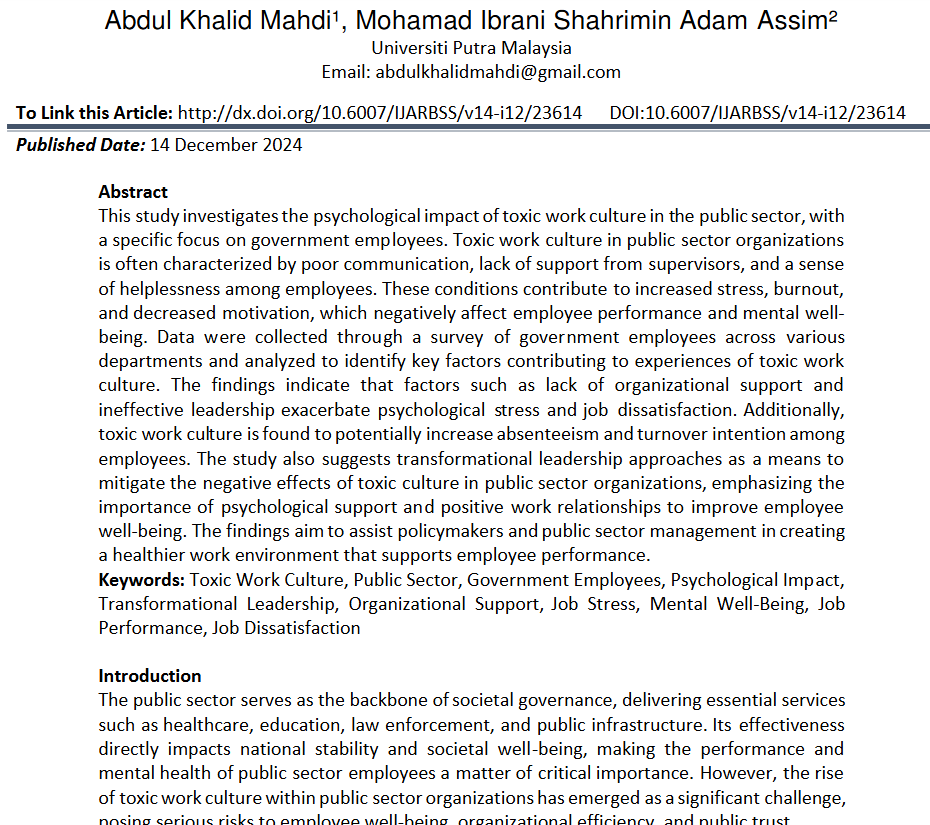 Abdul Khalid Mahdi¹, Mohamad Ibrani Shahrimin Adam Assim²
Universiti Putra Malaysia
Email: abdulkhalidmahdi@gmail.com
To Link this Article: http://dx.doi.org/10.6007/IJARBSS/v14-i12/23614 DOI:10.6007/IJARBSS/v14-i12/23614
Published Date: 14 December 2024
Abstract
This study investigates the psychological impact of toxic work culture in the public sector, with
a specific focus on government employees. Toxic work culture in public sector organizations
is often characterized by poor communication, lack of support from supervisors, and a sense
of helplessness among employees. These conditions contribute to increased stress, burnout,
and decreased motivation, which negatively affect employee performance and mental well-
being. Data were collected through a survey of government employees across various
departments and analyzed to identify key factors contributing to experiences of toxic work
culture. The findings indicate that factors such as lack of organizational support and
ineffective leadership exacerbate psychological stress and job dissatisfaction. Additionally,
toxic work culture is found to potentially increase absenteeism and turnover intention among
employees. The study also suggests transformational leadership approaches as a means to
mitigate the negative effects of toxic culture in public sector organizations, emphasizing the
importance of psychological support and positive work relationships to improve employee
well-being. The findings aim to assist policymakers and public sector management in creating
a healthier work environment that supports employee performance.
Keywords: Toxic Work Culture, Public Sector, Government Employees, Psychological Impact,
Transformational Leadership, Organizational Support, Job Stress, Mental Well-Being, Job
Performance, Job Dissatisfaction
Introduction
The public sector serves as the backbone of societal governance, delivering essential services
such as healthcare, education, law enforcement, and public infrastructure. Its effectiveness
directly impacts national stability and societal well-being, making the performance and
mental health of public sector employees a matter of critical importance. However, the rise
of toxic work culture within public sector organizations has emerged as a significant challenge,
posing serious risks to employee well-being, organizational efficiency, and public trust.